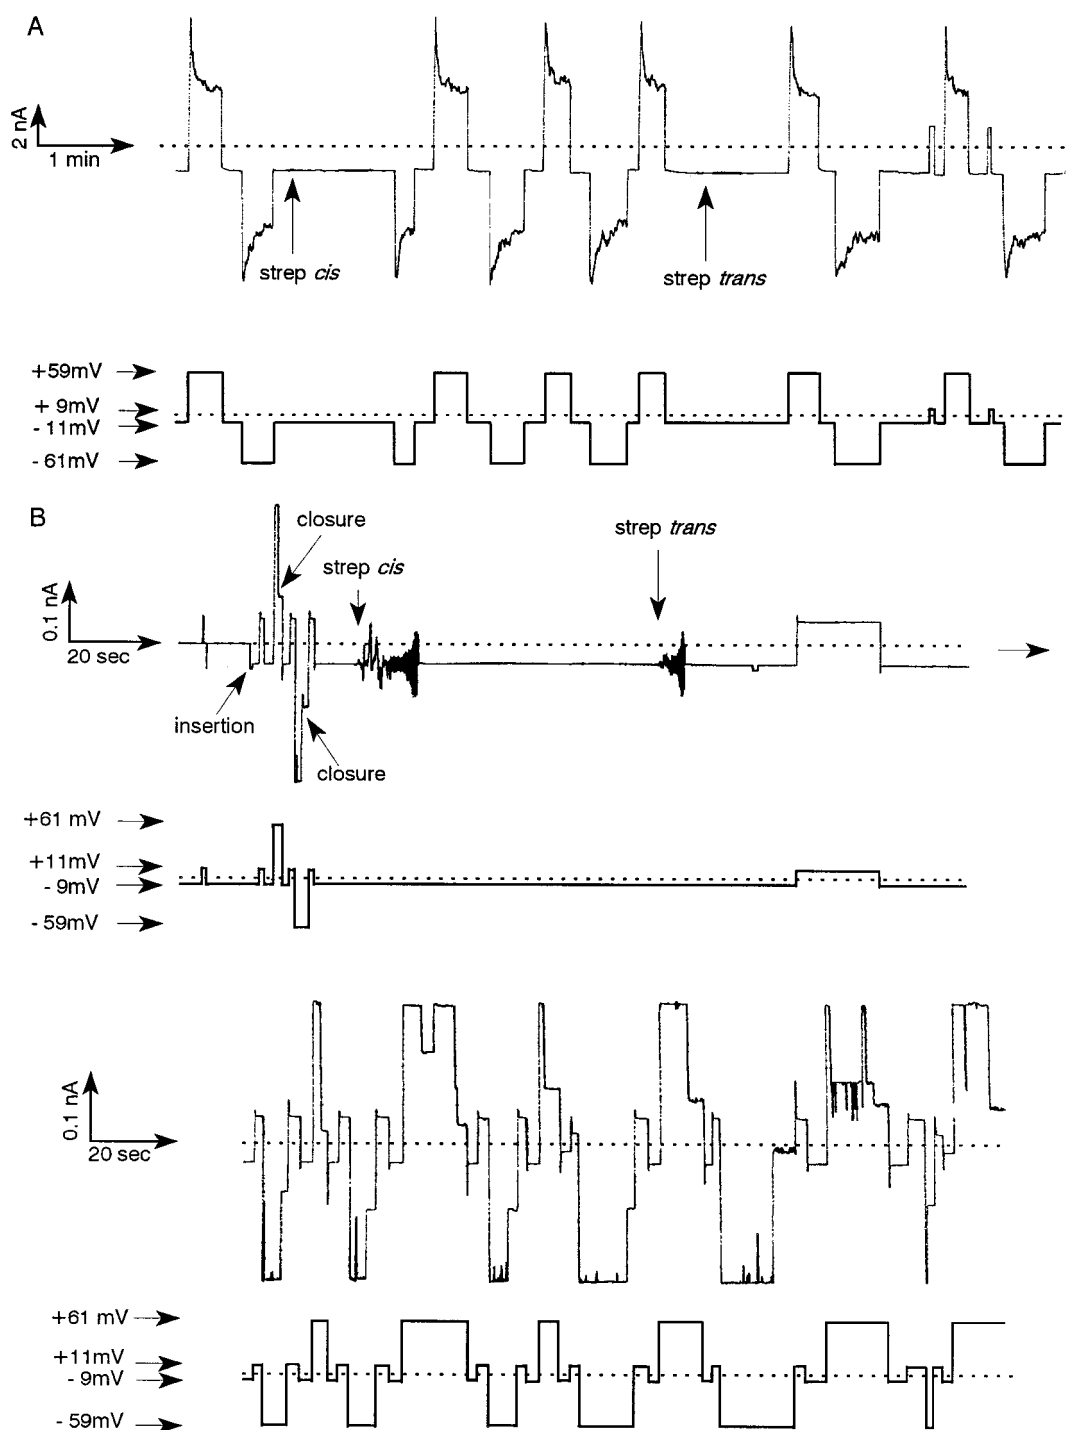 A
2 nA
1 min
strep cis
strep trans
+59mV
+ 9mV
- 11mV
- 61mV
B
closure
strep cis
strep trans
0.1 nA
20 sec
insertion
closure
+61 mV
+11mV
- 9mV
- 59mV
0.1 nA
20 sec
+61 mV
+11mV
- 9mV
- 59mV